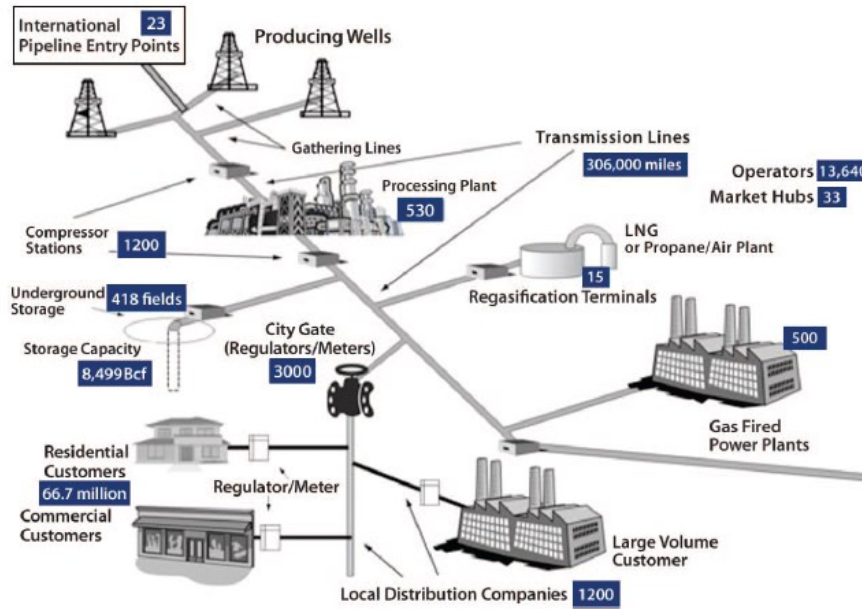 International 23
Pipeline Entry Points
Producing Wells
Gathering Lines
Transmission Lines
306,000 miles
Operators 13,640
Market Hubs 33
Processing Plant
530
Compressor
Stations 1200
LNG
or Propane/Air Plant
15
Regasification Terminals
Underground
Storage 418 fields
Storage Capacity
8,499Bcf
City Gate
(Regulators/Meters)
3000
500
Gas Fired
Power Plants
Residential
Customers
66.7 million
Commercial
Customers
Regulator/Meter
Large Volume
Customer
Local Distribution Companies 1200